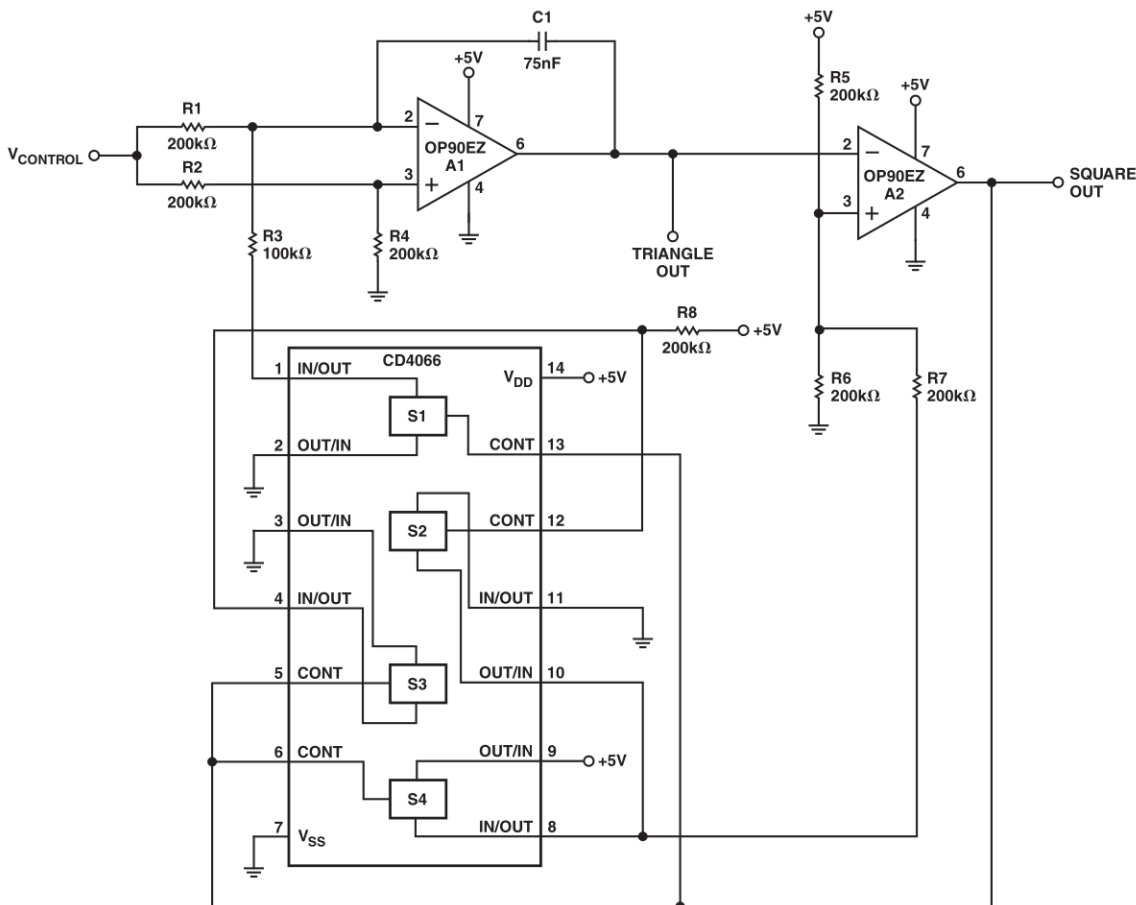 C1
75nF
+5V
+5V
+5V
R5
200kΩ
R1
200kΩ
VCONTROL
R2
200kΩ
2
3
7
6
4
−
+
OP90EZ
A1
2
3
7
6
4
−
+
OP90EZ
A2
SQUARE
OUT
R3
100kΩ
R4
200kΩ
TRIANGLE
OUT
R8
200kΩ
+5V
R6
200kΩ
R7
200kΩ
CD4066
1 IN/OUT
VDD 14 +5V
S1
2 OUT/IN
CONT 13
3 OUT/IN
S2
CONT 12
4 IN/OUT
IN/OUT 11
5 CONT
S3
OUT/IN 10
6 CONT
OUT/IN 9 +5V
S4
7 VSS
IN/OUT 8